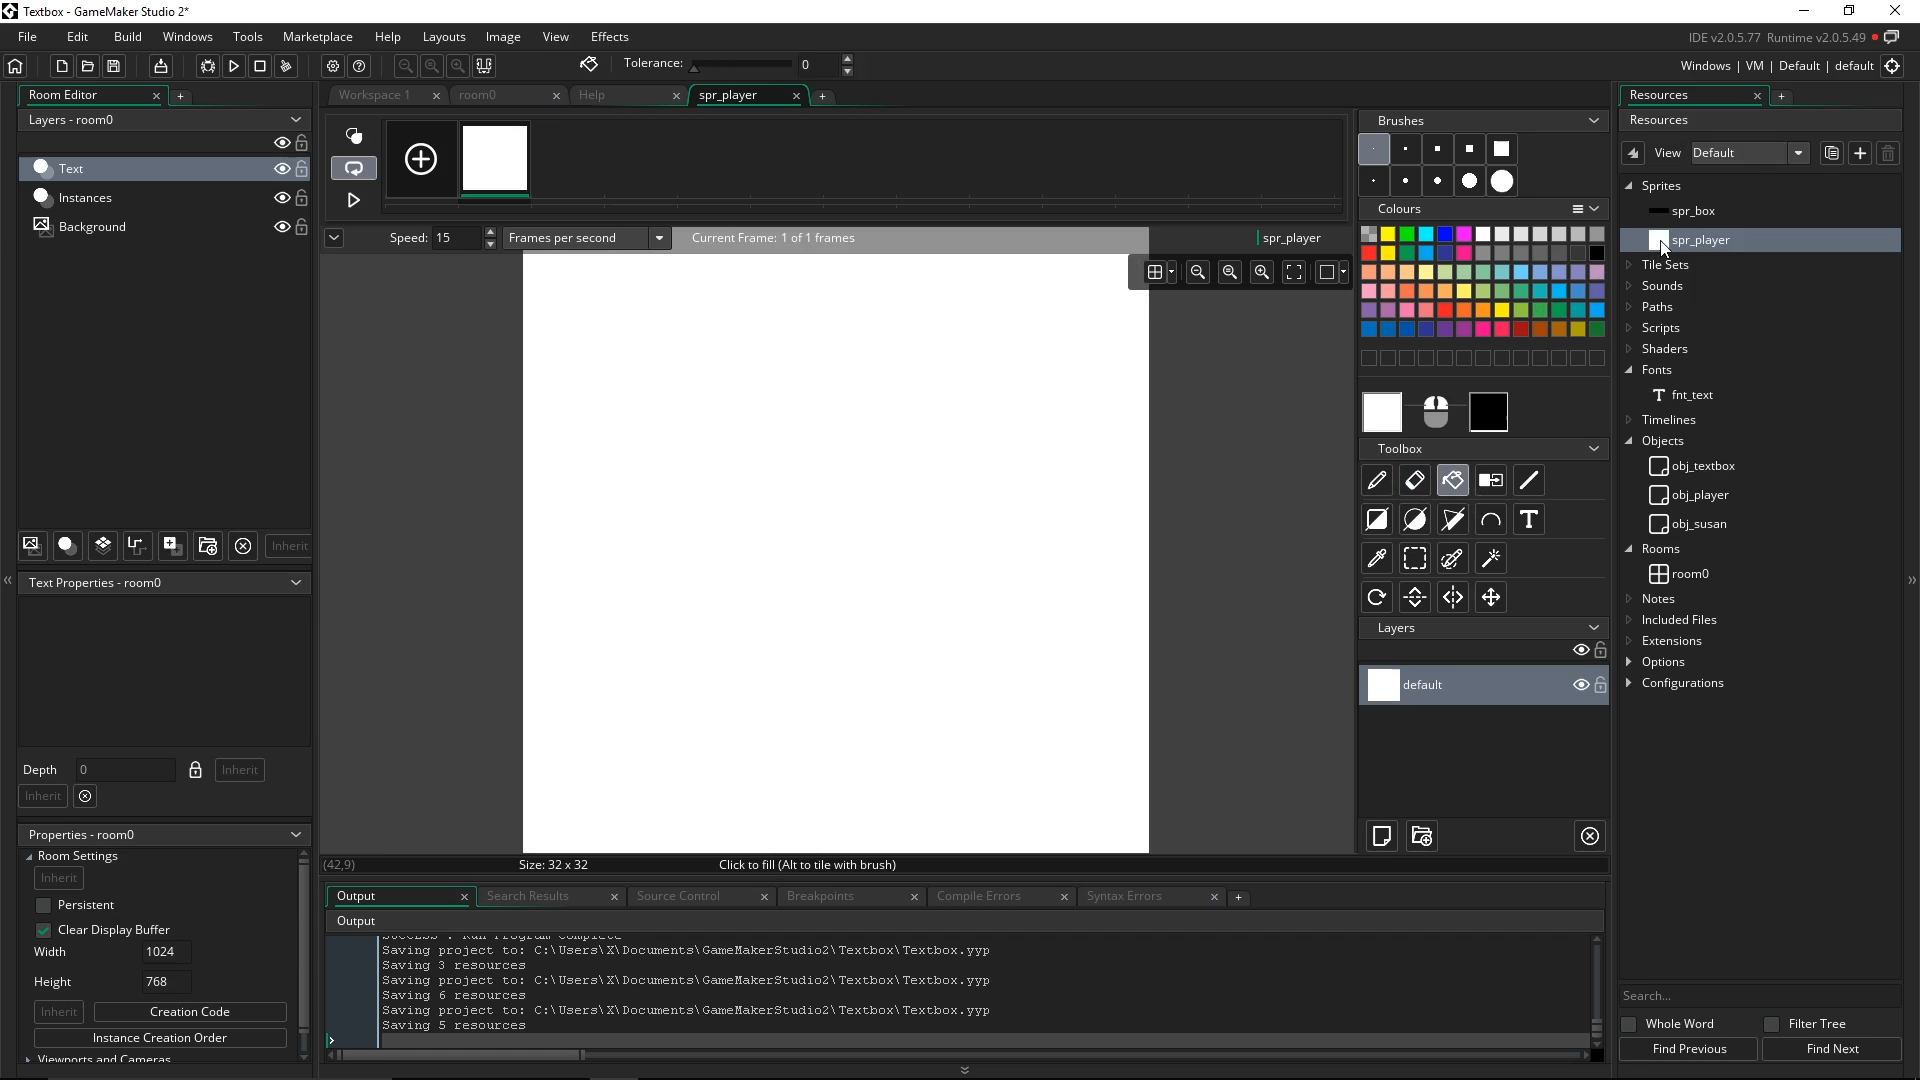 Textbox - GameMaker Studio 2*
File Edit Build Windows Tools Marketplace Help Layouts Image View Effects
IDE v2.0.5.77 Runtime v2.0.5.49
Tolerance: 0
Windows | VM | Default | default
Room Editor
Workspace 1 room0 Help spr_player
Resources
Layers - room0
Brushes
Resources
View Default
Text
Instances
Background
Sprites
spr_box
spr_player
Tile Sets
Sounds
Paths
Scripts
Shaders
Fonts
fnt_text
Timelines
Objects
obj_textbox
obj_player
obj_susan
Rooms
room0
Notes
Included Files
Extensions
Options
Configurations
Colours
Speed: 15 Frames per second Current Frame: 1 of 1 frames spr_player
Toolbox
T
Inherit
Text Properties - room0
Layers
default
Depth 0 Inherit
Inherit
Properties - room0
Room Settings
Inherit
Persistent
Clear Display Buffer
Width 1024
Height 768
Inherit Creation Code
Instance Creation Order
Viewports and Cameras
(42,9) Size: 32 x 32 Click to fill (Alt to tile with brush)
Output Search Results Source Control Breakpoints Compile Errors Syntax Errors
Output
SUCCESS : Run Program Complete
Saving project to: C:\Users\X\Documents\GameMakerStudio2\Textbox\Textbox.yyp
Saving 3 resources
Saving project to: C:\Users\X\Documents\GameMakerStudio2\Textbox\Textbox.yyp
Saving 6 resources
Saving project to: C:\Users\X\Documents\GameMakerStudio2\Textbox\Textbox.yyp
Saving 5 resources
Search...
Whole Word Filter Tree
Find Previous Find Next